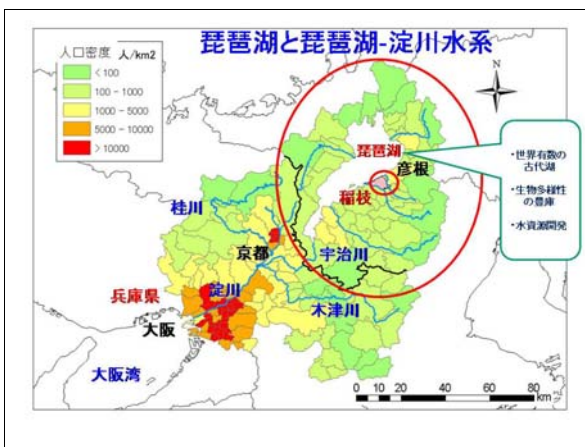 琵琶湖と琵琶湖-淀川水系
人口密度 人/km2
<100
100-1000
1000-5000
5000-10000
>10000
N
琵琶湖
彦根
稲枝
・世界有数の
古代湖
・生物多様性
の豊庫
・水資源開発
桂川
京都
宇治川
兵庫県
淀川
木津川
大阪
大阪湾
0 10 20 40 60 80
km